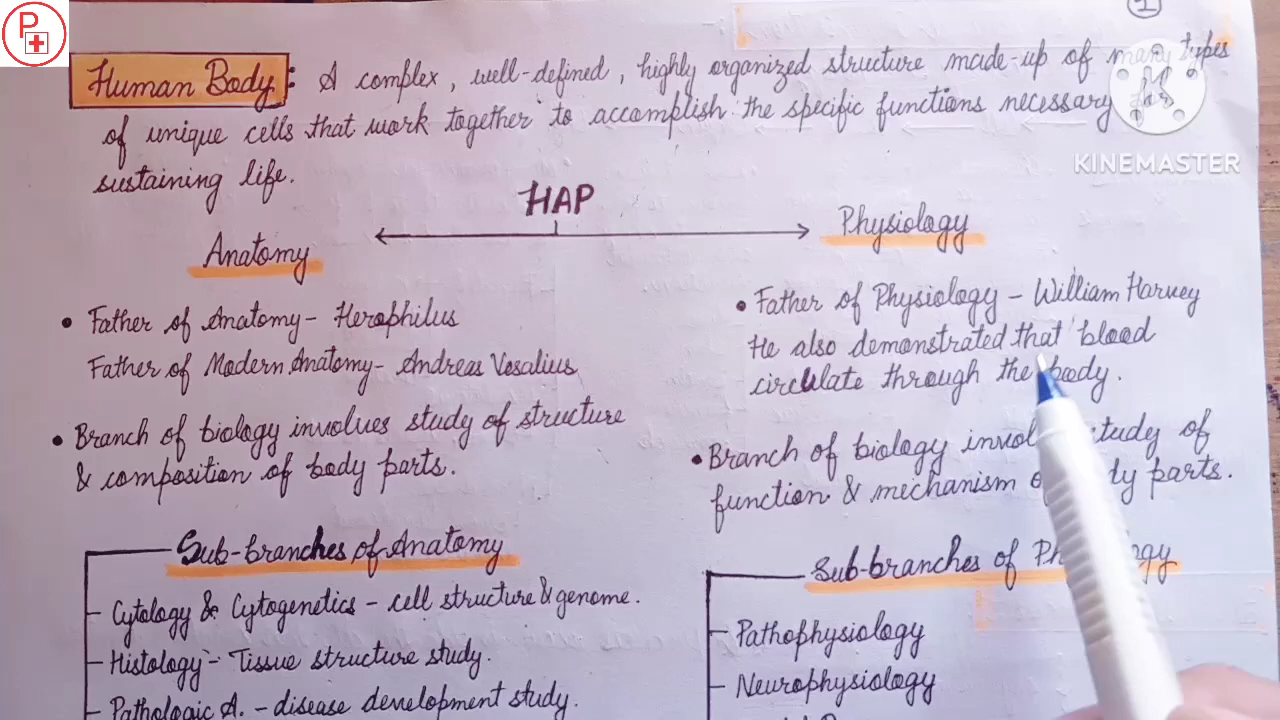 P
1
Human Body: A complex, well-defined, highly organized structure made-up of many types
of unique cells that work together to accomplish the specific functions necessary
sustaining life.
KINEMASTER
HAP
Anatomy
• Father of Anatomy - Herophilus
Father of Modern Anatomy - Andreas Vesalius
• Branch of biology involves study of structure
& composition of body parts.
Sub-branches of Anatomy
- Cytology & Cytogenetics - cell structure & genome.
- Histology - Tissue structure study.
- Pathologic A. - disease development study.
Physiology
• Father of Physiology - William Harvey
He also demonstrated that blood
circulate through the body.
• Branch of biology study of
function & mechanism parts.
Sub-branches of
- Pathophysiology
- Neurophysiology